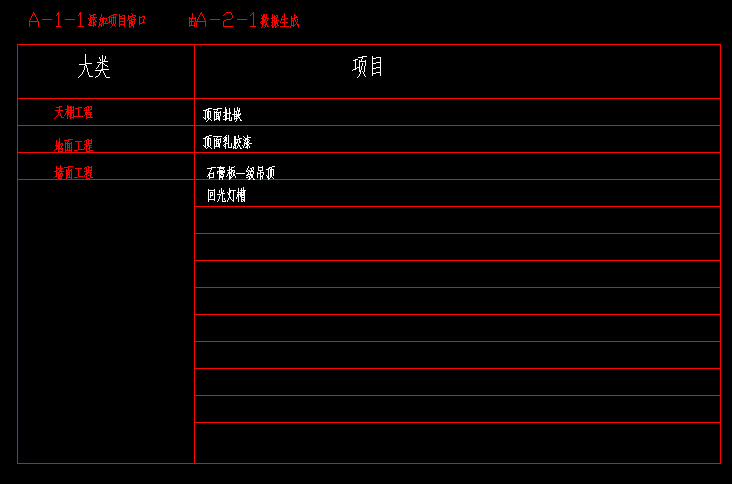 A-1-1添加项目窗口 由A-2-1数据生成
大类 项目
天棚工程 顶面批嵌
地面工程 顶面乳胶漆
墙面工程 石膏板一级吊顶
回光灯槽